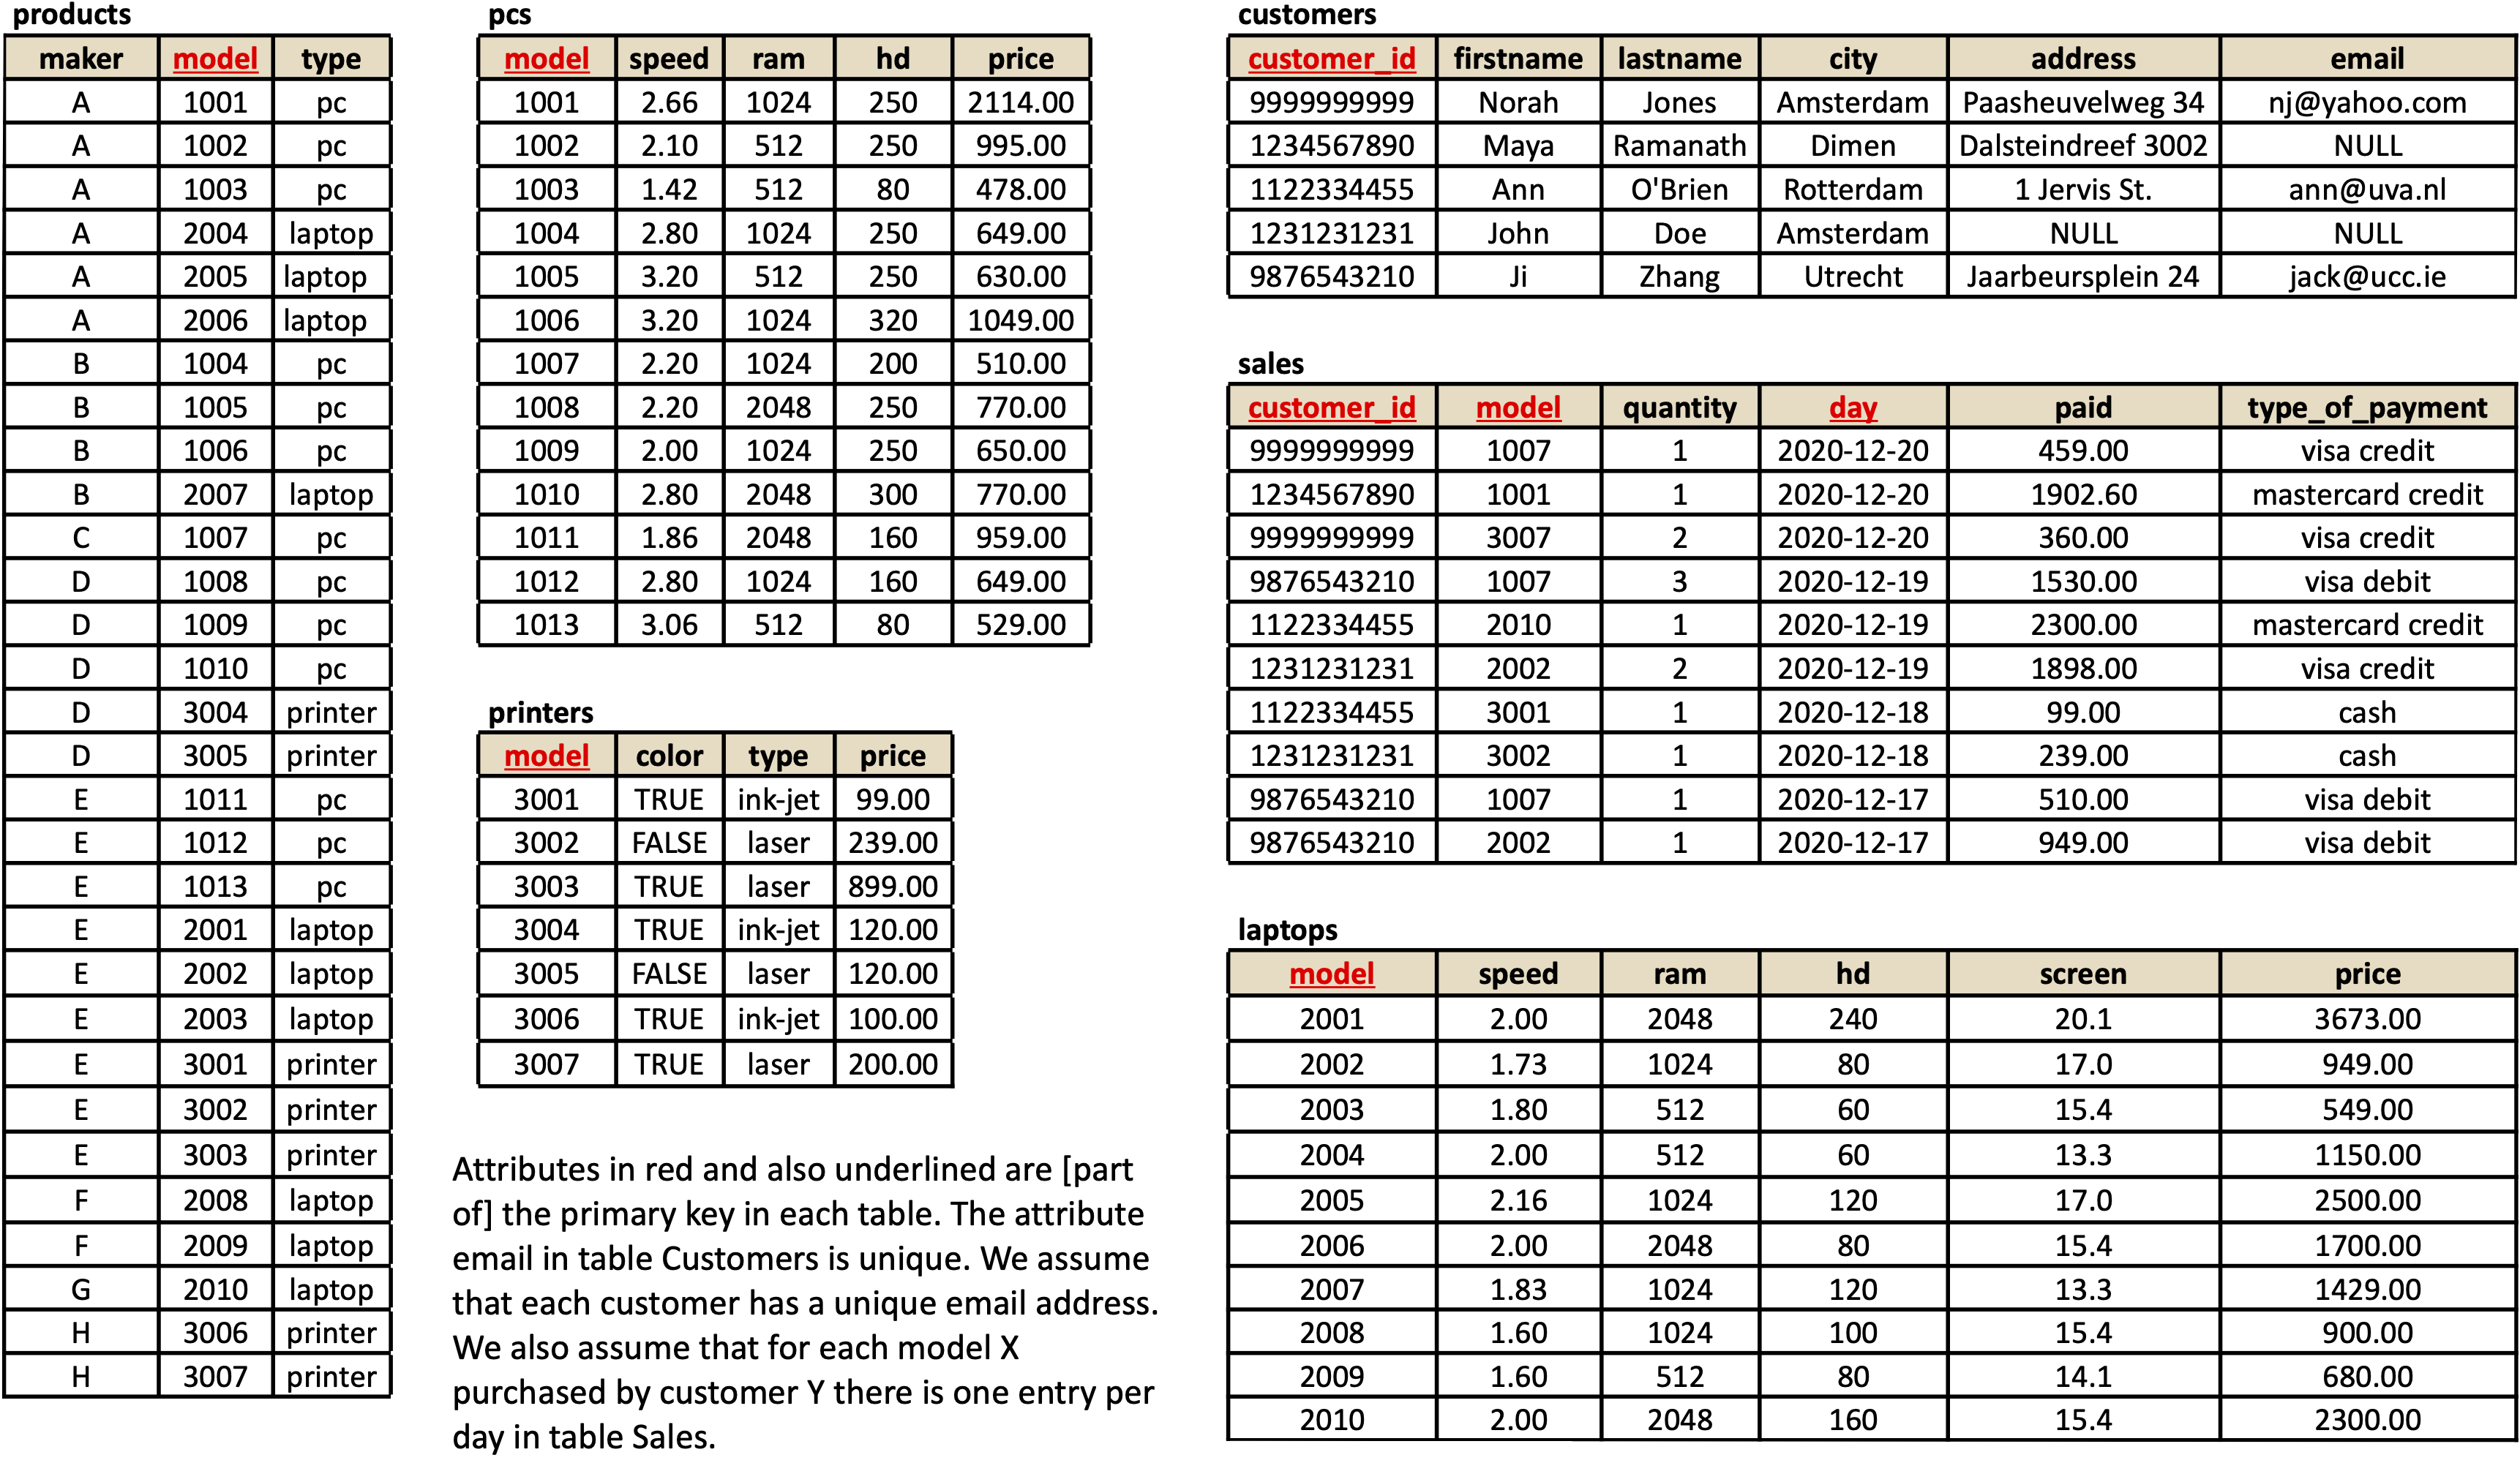 products
maker model type
A 1001 pc
A 1002 pc
A 1003 pc
A 2004 laptop
A 2005 laptop
A 2006 laptop
B 1004 pc
B 1005 pc
B 1006 pc
B 2007 laptop
C 1007 pc
D 1008 pc
D 1009 pc
D 1010 pc
D 3004 printer
D 3005 printer
E 1011 pc
E 1012 pc
E 1013 pc
E 2001 laptop
E 2002 laptop
E 2003 laptop
E 3001 printer
E 3002 printer
E 3003 printer
F 2008 laptop
F 2009 laptop
G 2010 laptop
H 3006 printer
H 3007 printer
pcs
model speed ram hd price
1001 2.66 1024 250 2114.00
1002 2.10 512 250 995.00
1003 1.42 512 80 478.00
1004 2.80 1024 250 649.00
1005 3.20 512 250 630.00
1006 3.20 1024 320 1049.00
1007 2.20 1024 200 510.00
1008 2.20 2048 250 770.00
1009 2.00 1024 250 650.00
1010 2.80 2048 300 770.00
1011 1.86 2048 160 959.00
1012 2.80 1024 160 649.00
1013 3.06 512 80 529.00
printers
model color type price
3001 TRUE ink-jet 99.00
3002 FALSE laser 239.00
3003 TRUE laser 899.00
3004 TRUE ink-jet 120.00
3005 FALSE laser 120.00
3006 TRUE ink-jet 100.00
3007 TRUE laser 200.00
Attributes in red and also underlined are [part
of] the primary key in each table. The attribute
email in table Customers is unique. We assume
that each customer has a unique email address.
We also assume that for each model X
purchased by customer Y there is one entry per
day in table Sales.
customers
customer_id firstname lastname city address email
9999999999 Norah Jones Amsterdam Paasheuvelweg 34 nj@yahoo.com
1234567890 Maya Ramanath Dimen Dalsteindreef 3002 NULL
1122334455 Ann O'Brien Rotterdam 1 Jervis St. ann@uva.nl
1231231231 John Doe Amsterdam NULL NULL
9876543210 Ji Zhang Utrecht Jaarbeursplein 24 jack@ucc.ie
sales
customer_id model quantity day paid type_of_payment
9999999999 1007 1 2020-12-20 459.00 visa credit
1234567890 1001 1 2020-12-20 1902.60 mastercard credit
9999999999 3007 2 2020-12-20 360.00 visa credit
9876543210 1007 3 2020-12-19 1530.00 visa debit
1122334455 2010 1 2020-12-19 2300.00 mastercard credit
1231231231 2002 2 2020-12-19 1898.00 visa credit
1122334455 3001 1 2020-12-18 99.00 cash
1231231231 3002 1 2020-12-18 239.00 cash
9876543210 1007 1 2020-12-17 510.00 visa debit
9876543210 2002 1 2020-12-17 949.00 visa debit
laptops
model speed ram hd screen price
2001 2.00 2048 240 20.1 3673.00
2002 1.73 1024 80 17.0 949.00
2003 1.80 512 60 15.4 549.00
2004 2.00 512 60 13.3 1150.00
2005 2.16 1024 120 17.0 2500.00
2006 2.00 2048 80 15.4 1700.00
2007 1.83 1024 120 13.3 1429.00
2008 1.60 1024 100 15.4 900.00
2009 1.60 512 80 14.1 680.00
2010 2.00 2048 160 15.4 2300.00